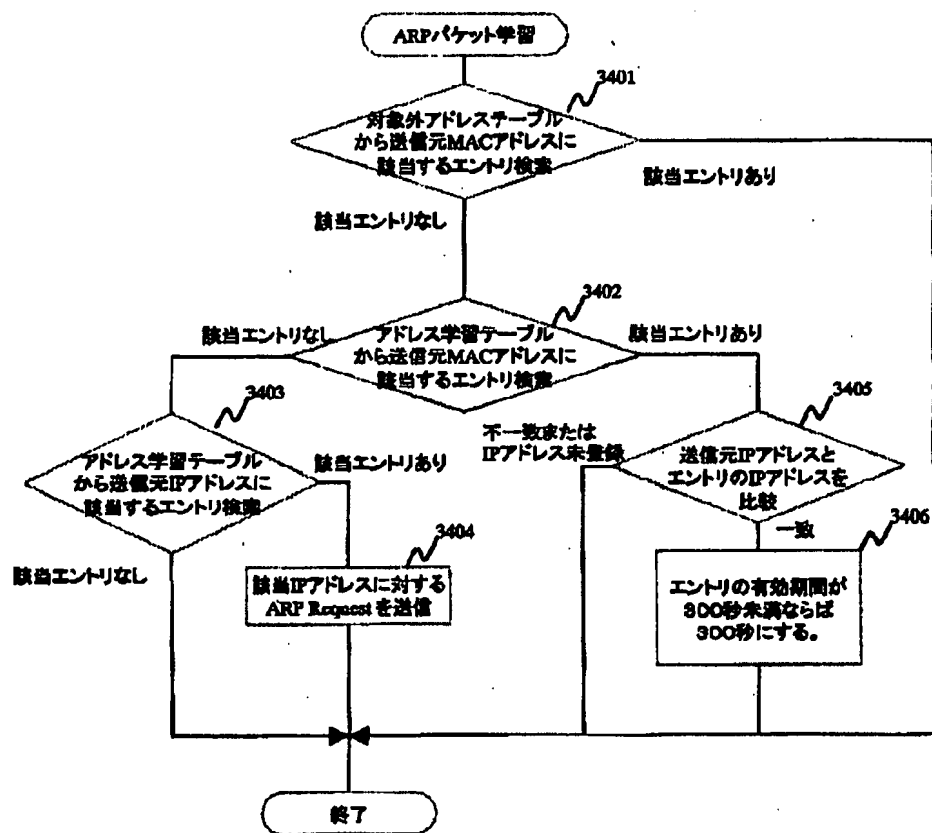 ARPパケット学習
3401
対象外アドレステーブル
から送信元MACアドレスに
該当するエントリ検索
該当エントリあり
該当エントリなし
3402
アドレス学習テーブル
から送信元MACアドレスに
該当するエントリ検索
該当エントリなし
該当エントリあり
3403
アドレス学習テーブル
から送信元IPアドレスに
該当するエントリ検索
該当エントリあり
該当エントリなし
3404
該当IPアドレスに対する
ARP Requestを送信
3405
不一致または
IPアドレス未登録
送信元IPアドレスと
エントリのIPアドレスを
比較
一致
3406
エントリの有効期間が
300秒未満ならば
300秒にする。
終了